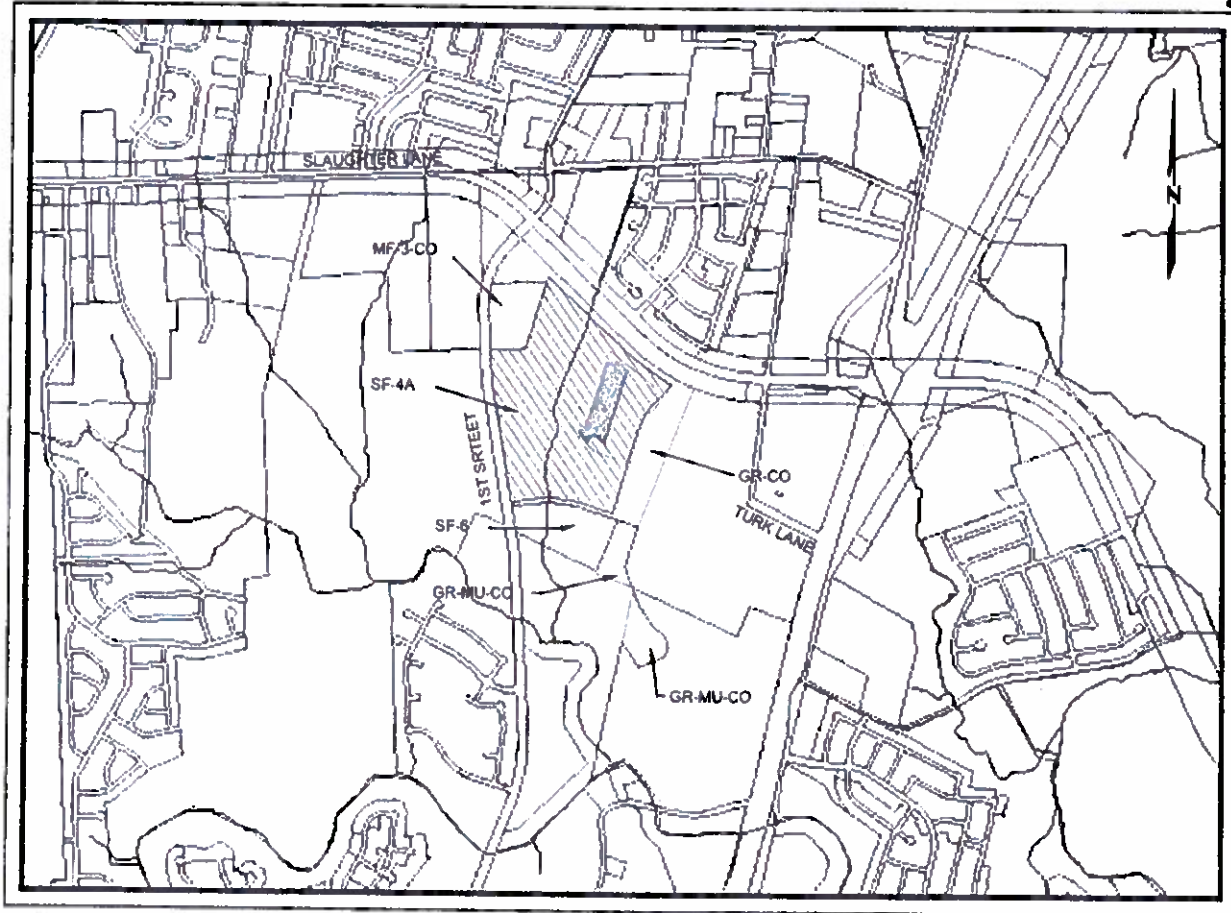 SLAUGHTER LANE
N
MF-3-CO
SF-4A
1ST SRTEET
GR-CO
TURK LANE
SF-6
GR-MU-CO
GR-MU-CO